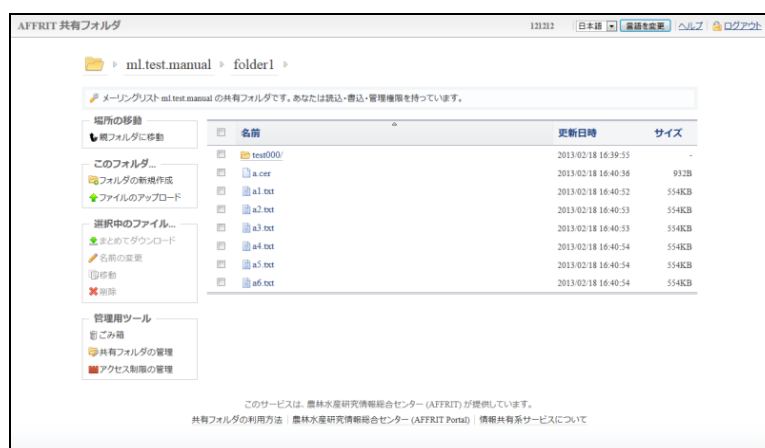 AFFRIT 共有フォルダ 121212 日本語 言語を変更 ヘルプ ログアウト
ml.test.manual folder1
メーリングリスト ml.test.manual の共有フォルダです。あなたは読込・書込・管理権限を持っています。
場所の移動
親フォルダに移動
このフォルダ...
フォルダの新規作成
ファイルのアップロード
選択中のファイル...
まとめてダウンロード
名前の変更
移動
削除
管理用ツール
ごみ箱
共有フォルダの管理
アクセス制限の管理
名前 更新日時 サイズ
test000/ 2013/02/18 16:39:55 -
a.cer 2013/02/18 16:40:36 932B
a1.txt 2013/02/18 16:40:52 554KB
a2.txt 2013/02/18 16:40:53 554KB
a3.txt 2013/02/18 16:40:53 554KB
a4.txt 2013/02/18 16:40:54 554KB
a5.txt 2013/02/18 16:40:54 554KB
a6.txt 2013/02/18 16:40:54 554KB
このサービスは、農林水産研究情報総合センター (AFFRIT) が提供しています。
共有フォルダの利用方法 | 農林水産研究情報総合センター (AFFRIT Portal) | 情報共有系サービスについて